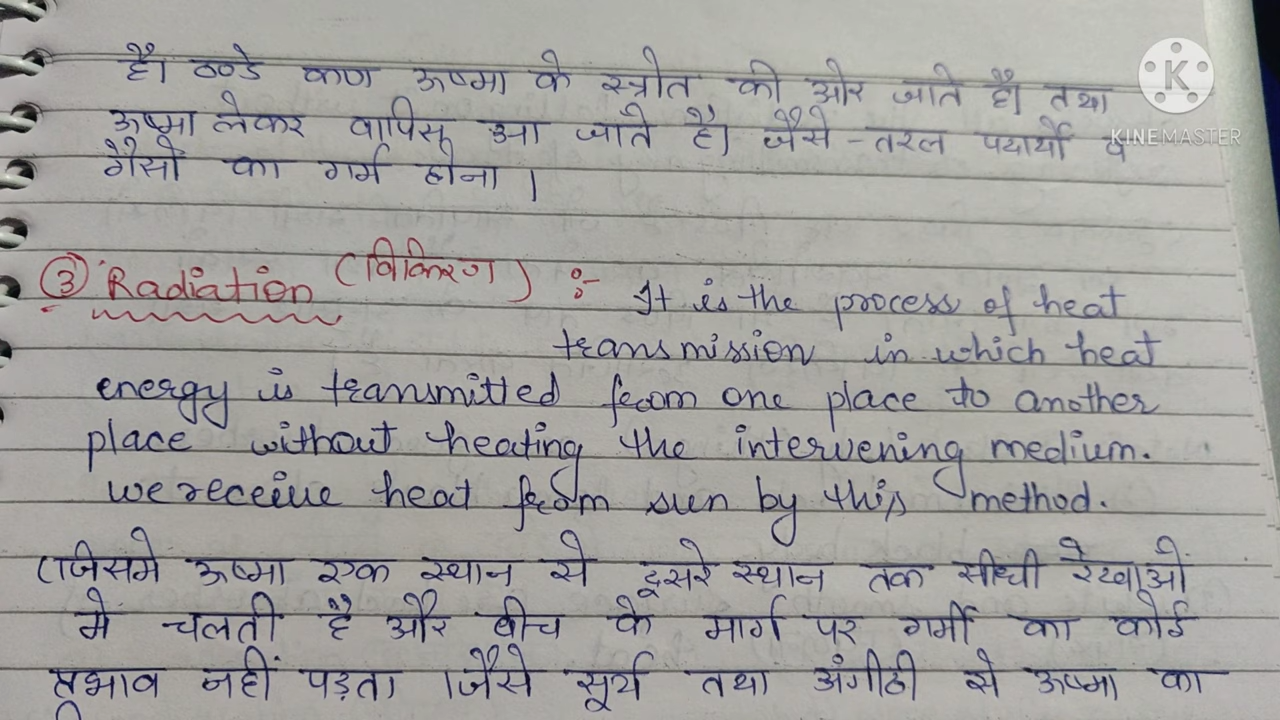 है। ठण्डे कण ऊष्मा के स्त्रोत की ओर जाते है। तथा
ऊष्मा लेकर वापिस आ जाते है। जैसे - तरल पदार्थो व
गैसों का गर्म होना।
K
KINEMASTER
③ Radiation (विकिरण) :- It is the process of heat
transmission in which heat
energy is transmitted from one place to another
place without heating the intervening medium.
we receive heat from sun by this method.
(जिसमे ऊष्मा एक स्थान से दूसरे स्थान तक सीधी रेखाओं
मे चलती है और बीच के मार्ग पर गर्मी का कोई
प्रभाव नहीं पड़ता। जैसे सूर्य तथा अंगीठी से ऊष्मा का